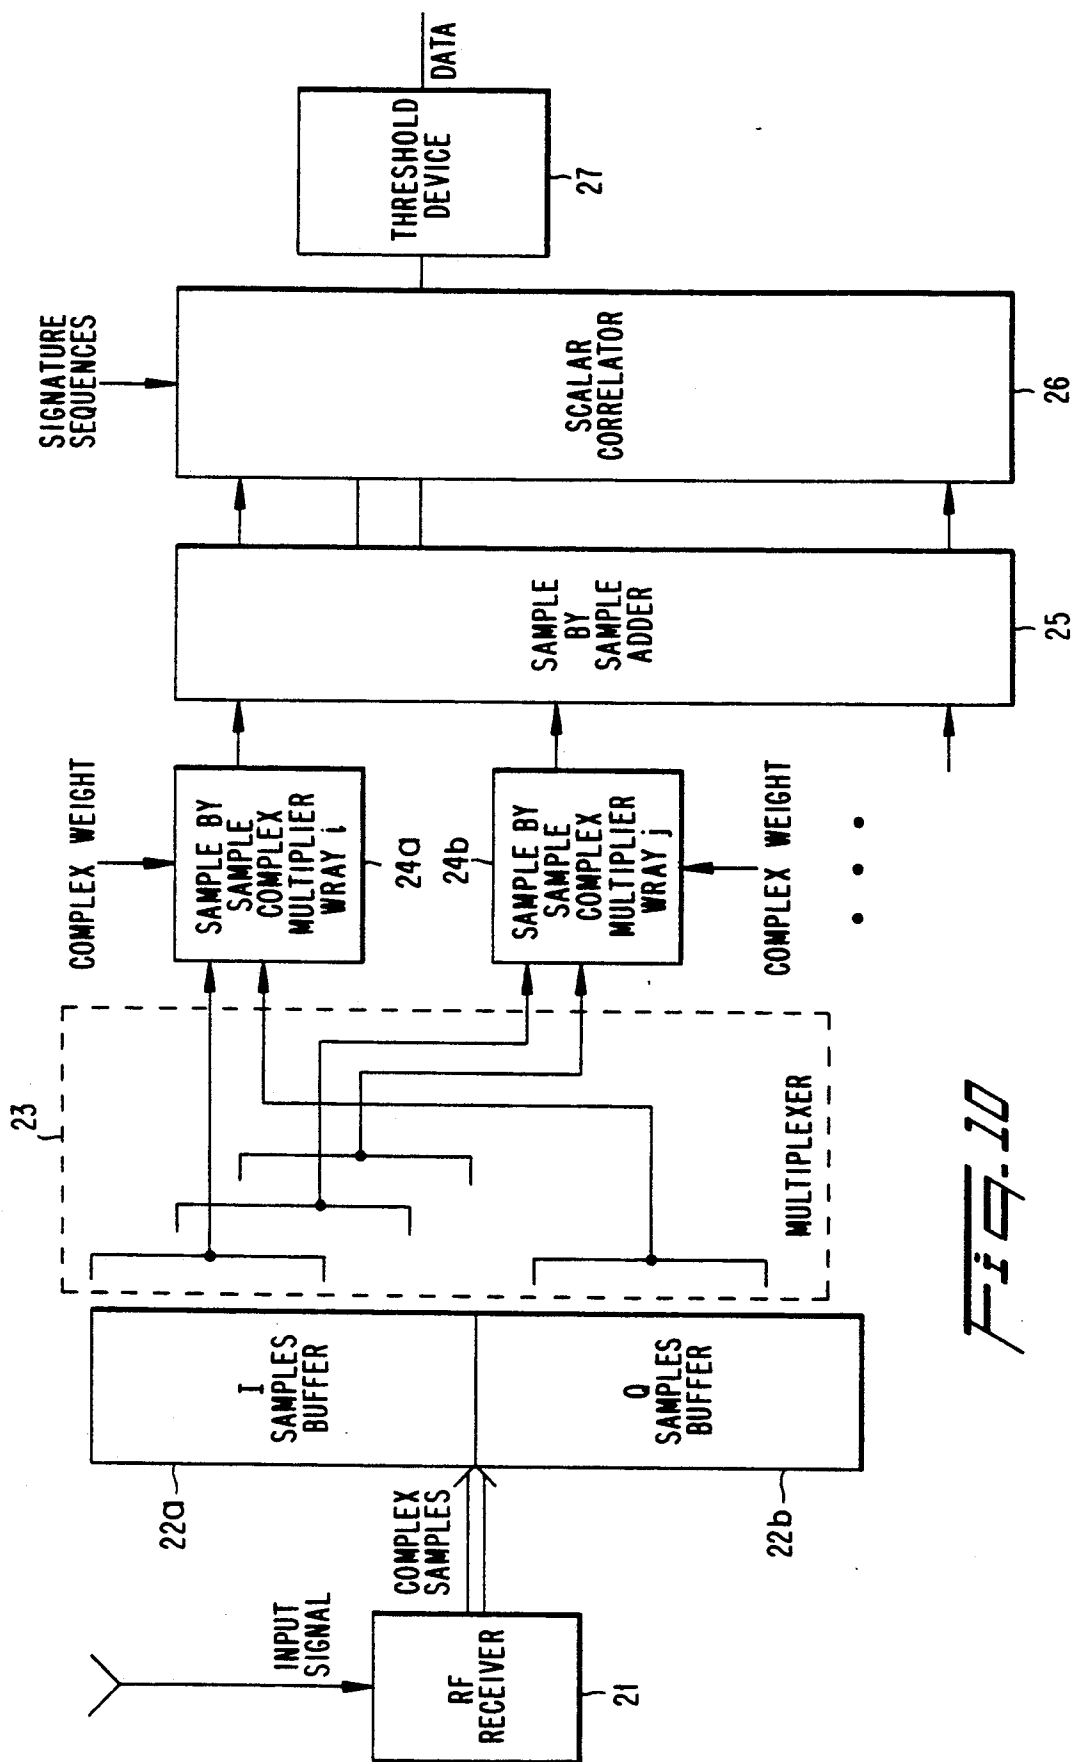 INPUT
SIGNAL
RF
RECEIVER
21
COMPLEX
SAMPLES
22a
I
SAMPLES
BUFFER
Q
SAMPLES
BUFFER
22b
23
MULTIPLEXER
COMPLEX WEIGHT
SAMPLE BY
SAMPLE
COMPLEX
MULTIPLIER
WRAY i
24a
24b
SAMPLE BY
SAMPLE
COMPLEX
MULTIPLIER
WRAY j
COMPLEX WEIGHT
SAMPLE
BY
SAMPLE
ADDER
25
SIGNATURE
SEQUENCES
SCALAR
CORRELATOR
26
THRESHOLD
DEVICE
27
DATA
Fig. 10